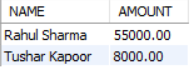 NAME AMOUNT
Rahul Sharma 55000.00
Tushar Kapoor 8000.00